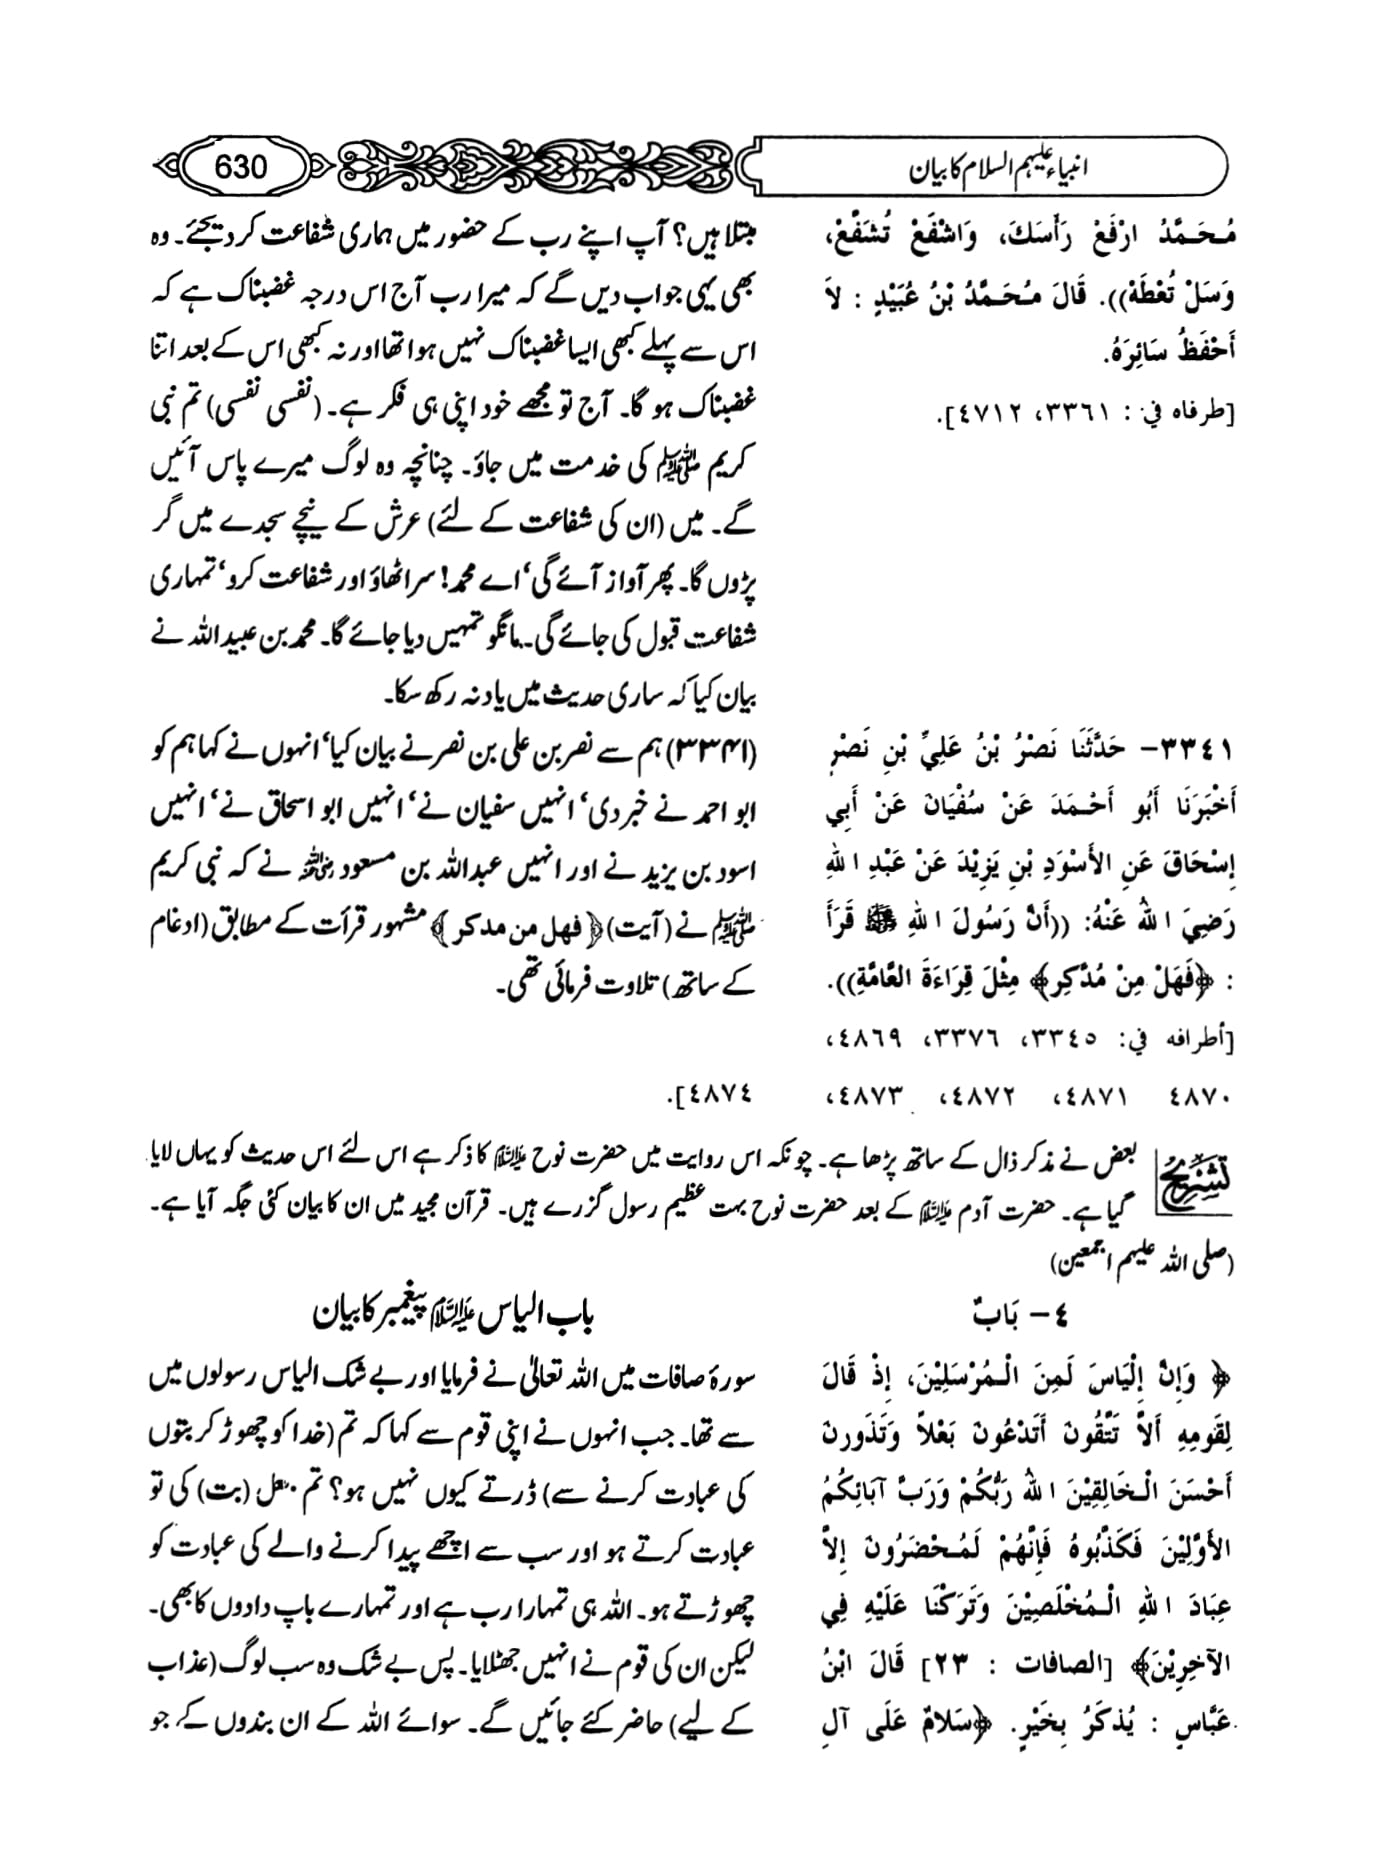 انبیاء علیہم السلام کا بیان
630
مُحَمَّدُ ارْفَعْ رَأْسَكَ، وَاشْفَعْ تُشَفَّعْ،
وَسَلْ تُعْطَهْ)). قَالَ مُحَمَّدُ بْنُ عُبَيْدٍ : لاَ
أَحْفَظُ سَائِرَهُ.
[طرفاه في : ٣٣٦١، ٤٧١٢].
مبتلا ہیں؟ آپ اپنے رب کے حضور میں ہماری شفاعت کر دیجئے۔ وہ
بھی یہی جواب دیں گے کہ میرا رب آج اس درجہ غضبناک ہے کہ
اس سے پہلے کبھی ایسا غضبناک نہیں ہوا تھا اور نہ کبھی اس کے بعد اتنا
غضبناک ہو گا۔ آج تو مجھے خود اپنی ہی فکر ہے۔ (نفسی نفسی) تم نبی
کریم ﷺ کی خدمت میں جاؤ۔ چنانچہ وہ لوگ میرے پاس آئیں
گے۔ میں (ان کی شفاعت کے لئے) عرش کے نیچے سجدے میں گر
پڑوں گا۔ پھر آواز آئے گی‘ اے محمد! سر اٹھاؤ اور شفاعت کرو‘ تمہاری
شفاعت قبول کی جائے گی۔ مانگو تمہیں دیا جائے گا۔ محمد بن عبیداللہ نے
بیان کیا کہ ساری حدیث میں یاد نہ رکھ سکا۔
٣٣٤١– حَدَّثَنَا نَصْرُ بْنُ عَلِيِّ بْنِ نَصْرٍ
أَخْبَرَنَا أَبُو أَحْمَدَ عَنْ سُفْيَانَ عَنْ أَبِي
إِسْحَاقَ عَنِ الأَسْوَدِ بْنِ يَزِيْدَ عَنْ عَبْدِ اللهِ
رَضِيَ اللهُ عَنْهُ: ((أَنَّ رَسُولَ اللهِ ﷺ قَرَأَ
: ﴿فَهَلْ مِنْ مُدَّكِرٍ﴾ مِثْلَ قِرَاءَةَ العَّامَّةِ)).
[أطرافه في: ٣٣٤٥، ٣٣٧٦، ٤٨٦٩،
٤٨٧٠ ٤٨٧١، ٤٨٧٢، ٤٨٧٣، ٤٨٧٤].
(۳۳۴۱) ہم سے نصر بن علی بن نصر نے بیان کیا‘ انہوں نے کہا ہم کو
ابو احمد نے خبر دی‘ انہیں سفیان نے‘ انہیں ابو اسحاق نے‘ انہیں
اسود بن یزید نے اور انہیں عبداللہ بن مسعود رضی اللہ عنہ نے کہ نبی کریم
ﷺ نے (آیت) ﴿فهل من مدکر﴾ مشہور قرأت کے مطابق (ادغام
کے ساتھ) تلاوت فرمائی تھی۔
تشریح
بعض نے مذکر ذال کے ساتھ پڑھا ہے۔ چونکہ اس روایت میں حضرت نوح علیہ السلام کا ذکر ہے اس لئے اس حدیث کو یہاں لایا
گیا ہے۔ حضرت آدم علیہ السلام کے بعد حضرت نوح بہت عظیم رسول گزرے ہیں۔ قرآن مجید میں ان کا بیان کئی جگہ آیا ہے۔
(صلی اللہ علیہم اجمعین)
٤– بَابُ
﴿وَإِنَّ إِلْيَاسَ لَمِنَ الْمُرْسَلِيْنَ، إِذْ قَالَ
لِقَومِهِ أَلاَّ تَتَّقُونَ أَتَدْعُونَ بَعْلاً وَتَذَورنَ
أَحْسَنَ الْخَالِقِيْنَ اللهُ رَبُّكُمْ وَرَبَّ آبَائِكُمُ
الأَوَّلِيْنَ فَكَذَّبُوهُ فَإِنَّهُمْ لَمُحْضَرُونَ إِلاَّ
عِبَادَ اللهِ الْمُخْلَصِيْنَ وَتَرَكْنَا عَلَيْهِ فِي
الآخِرِيْنَ﴾ [الصافات : ٢٣] قَالَ ابْنُ
عَبَّاسٍ : يُذكَرُ بِخَيْرٍ. ﴿سَلاَمٌ عَلَى آلِ
باب الیاس علیہ السلام پیغمبر کا بیان
سورۂ صافات میں اللہ تعالیٰ نے فرمایا اور بے شک الیاس رسولوں میں
سے تھا۔ جب انہوں نے اپنی قوم سے کہا کہ تم (خدا کو چھوڑ کر بتوں
کی عبادت کرنے سے) ڈرتے کیوں نہیں ہو؟ تم بعل (بت) کی تو
عبادت کرتے ہو اور سب سے اچھے پیدا کرنے والے کی عبادت کو
چھوڑتے ہو۔ اللہ ہی تمہارا رب ہے اور تمہارے باپ دادوں کا بھی۔
لیکن ان کی قوم نے انہیں جھٹلایا۔ پس بے شک وہ سب لوگ (عذاب
کے لیے) حاضر کئے جائیں گے۔ سوائے اللہ کے ان بندوں کے جو